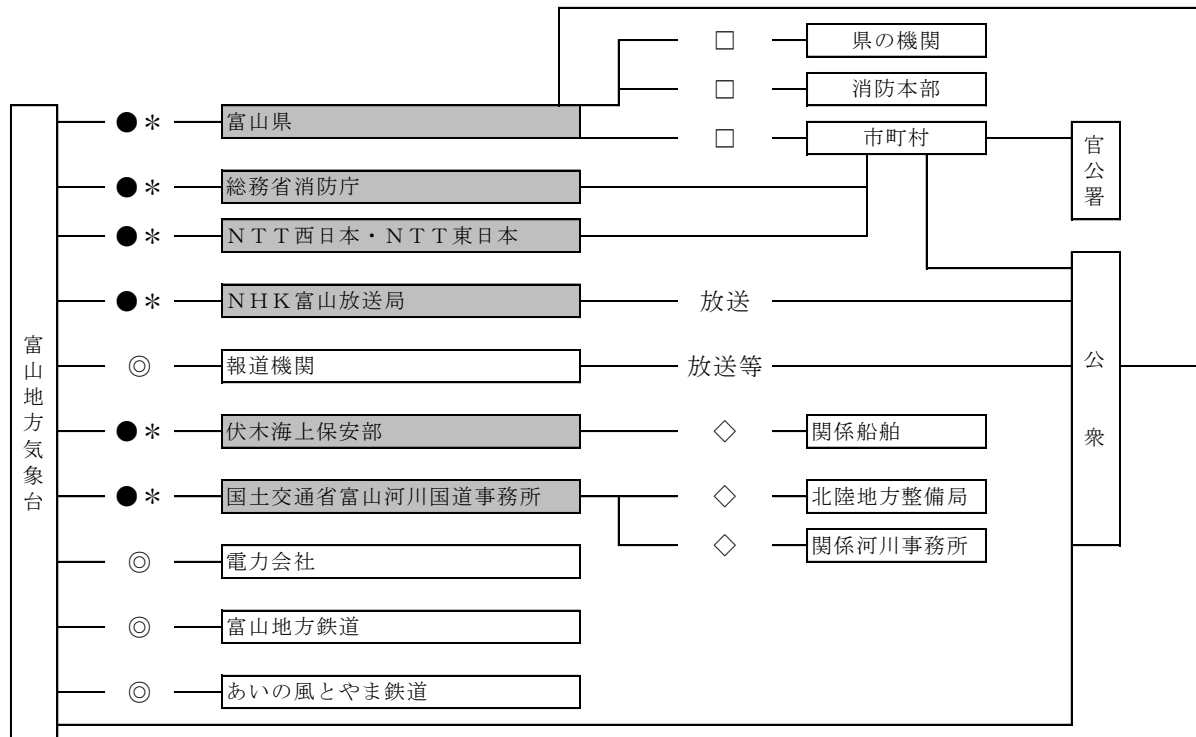 □ 県の機関
□ 消防本部
●＊ 富山県
□ 市町村
官公署
●＊ 総務省消防庁
●＊ ＮＴＴ西日本・ＮＴＴ東日本
●＊ ＮＨＫ富山放送局 放送
富山地方気象台
◎ 報道機関 放送等
公衆
●＊ 伏木海上保安部 ◇ 関係船舶
●＊ 国土交通省富山河川国道事務所 ◇ 北陸地方整備局
◇ 関係河川事務所
◎ 電力会社
◎ 富山地方鉄道
◎ あいの風とやま鉄道